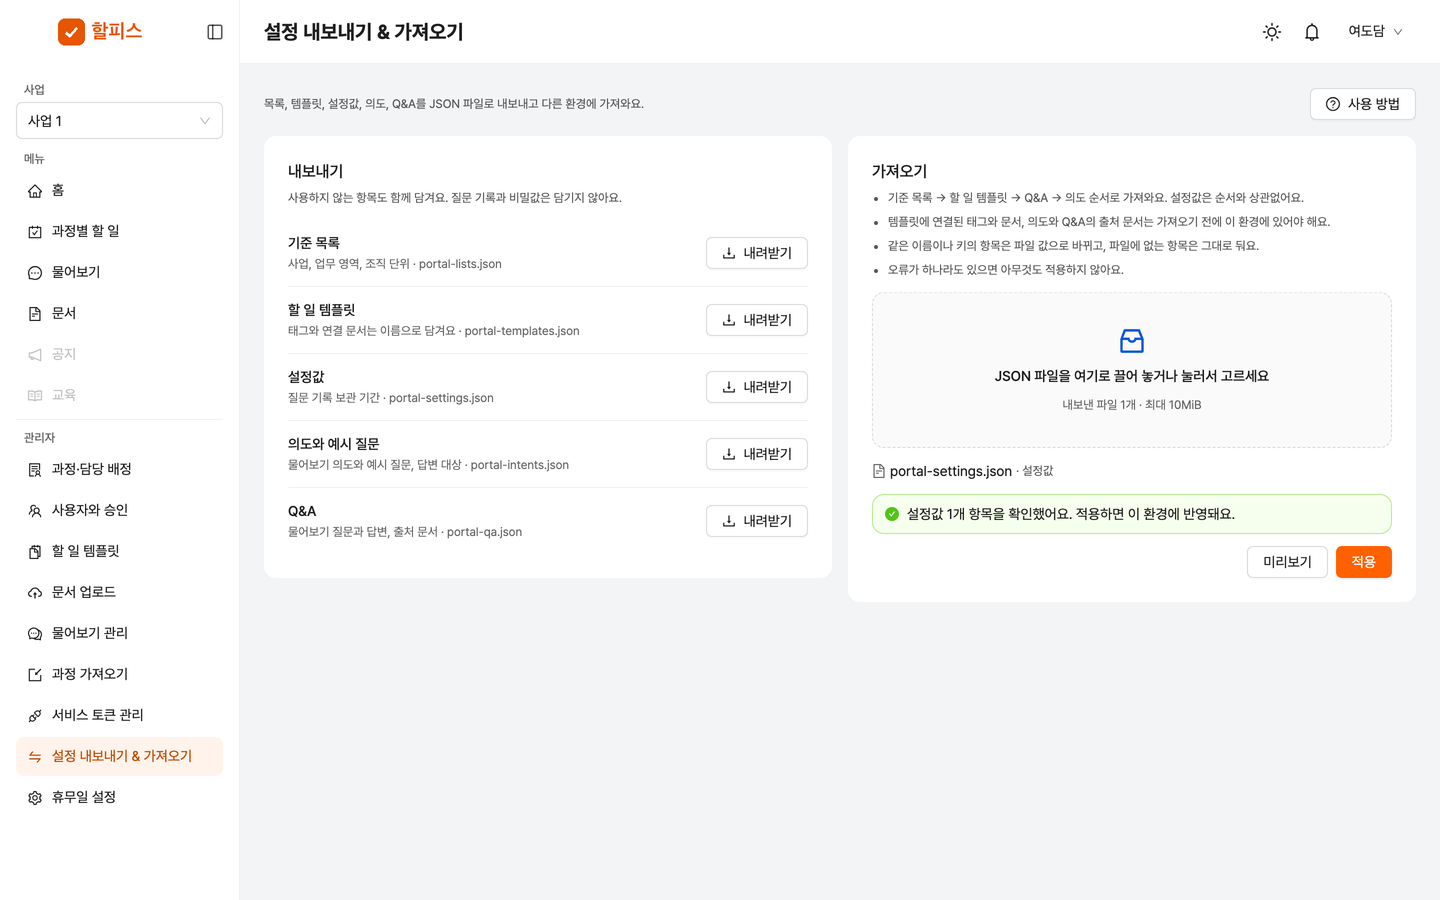 할피스
사업
사업 1
메뉴
홈
과정별 할 일
물어보기
문서
공지
교육
관리자
과정·담당 배정
사용자와 승인
할 일 템플릿
문서 업로드
물어보기 관리
과정 가져오기
서비스 토큰 관리
설정 내보내기 & 가져오기
휴무일 설정
설정 내보내기 & 가져오기
여도담
목록, 템플릿, 설정값, 의도, Q&A를 JSON 파일로 내보내고 다른 환경에 가져와요.
사용 방법
내보내기
사용하지 않는 항목도 함께 담겨요. 질문 기록과 비밀값은 담기지 않아요.
기준 목록
사업, 업무 영역, 조직 단위 · portal-lists.json
내려받기
할 일 템플릿
태그와 연결 문서는 이름으로 담겨요 · portal-templates.json
내려받기
설정값
질문 기록 보관 기간 · portal-settings.json
내려받기
의도와 예시 질문
물어보기 의도와 예시 질문, 답변 대상 · portal-intents.json
내려받기
Q&A
물어보기 질문과 답변, 출처 문서 · portal-qa.json
내려받기
가져오기
• 기준 목록 → 할 일 템플릿 → Q&A → 의도 순서로 가져와요. 설정값은 순서와 상관없어요.
• 템플릿에 연결된 태그와 문서, 의도와 Q&A의 출처 문서는 가져오기 전에 이 환경에 있어야 해요.
• 같은 이름이나 키의 항목은 파일 값으로 바뀌고, 파일에 없는 항목은 그대로 둬요.
• 오류가 하나라도 있으면 아무것도 적용하지 않아요.
JSON 파일을 여기로 끌어 놓거나 눌러서 고르세요
내보낸 파일 1개 · 최대 10MiB
portal-settings.json · 설정값
설정값 1개 항목을 확인했어요. 적용하면 이 환경에 반영돼요.
미리보기
적용